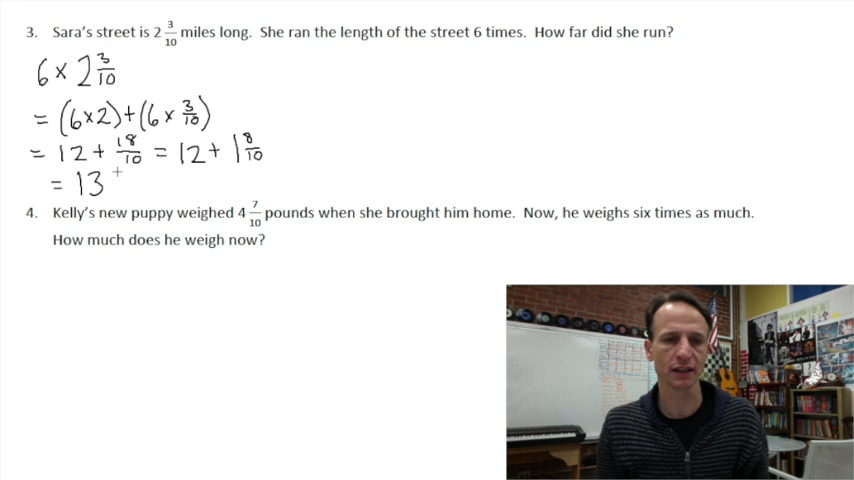 3. Sara's street is 2 3/10 miles long. She ran the length of the street 6 times. How far did she run?
6 × 2 3/10
= (6×2)+(6 × 3/10)
= 12 + 18/10 = 12 + 1 8/10
= 13
4. Kelly's new puppy weighed 4 7/10 pounds when she brought him home. Now, he weighs six times as much.
How much does he weigh now?